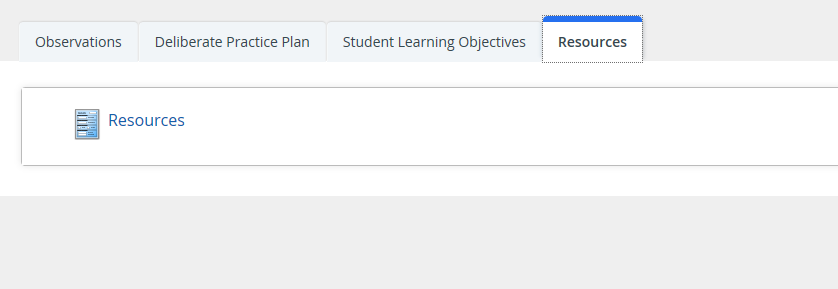 Observations Deliberate Practice Plan Student Learning Objectives Resources
Resources